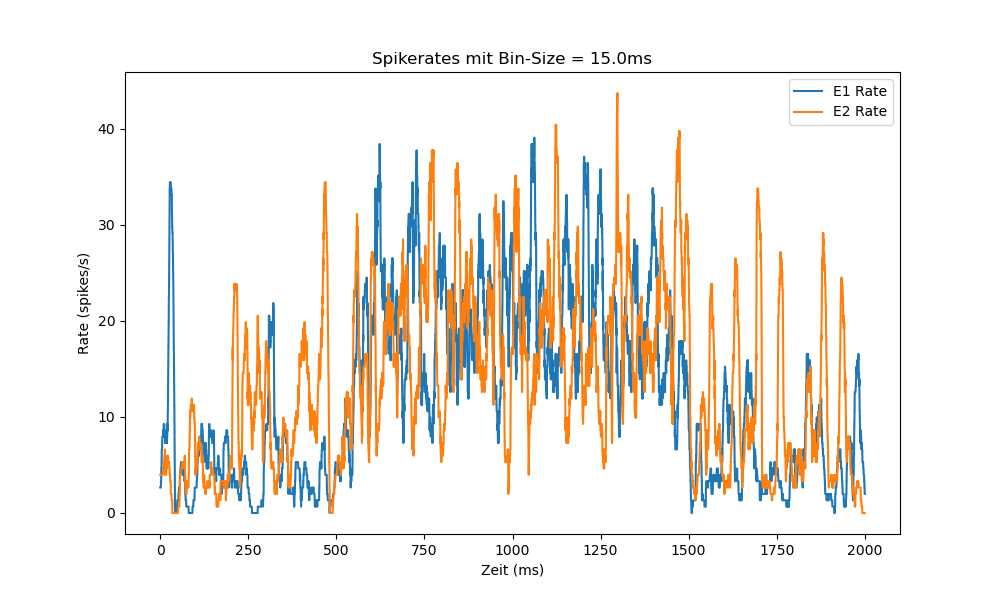 Spikerates mit Bin-Size = 15.0ms
E1 Rate
E2 Rate
Rate (spikes/s)
40
30
20
10
0
0 250 500 750 1000 1250 1500 1750 2000
Zeit (ms)